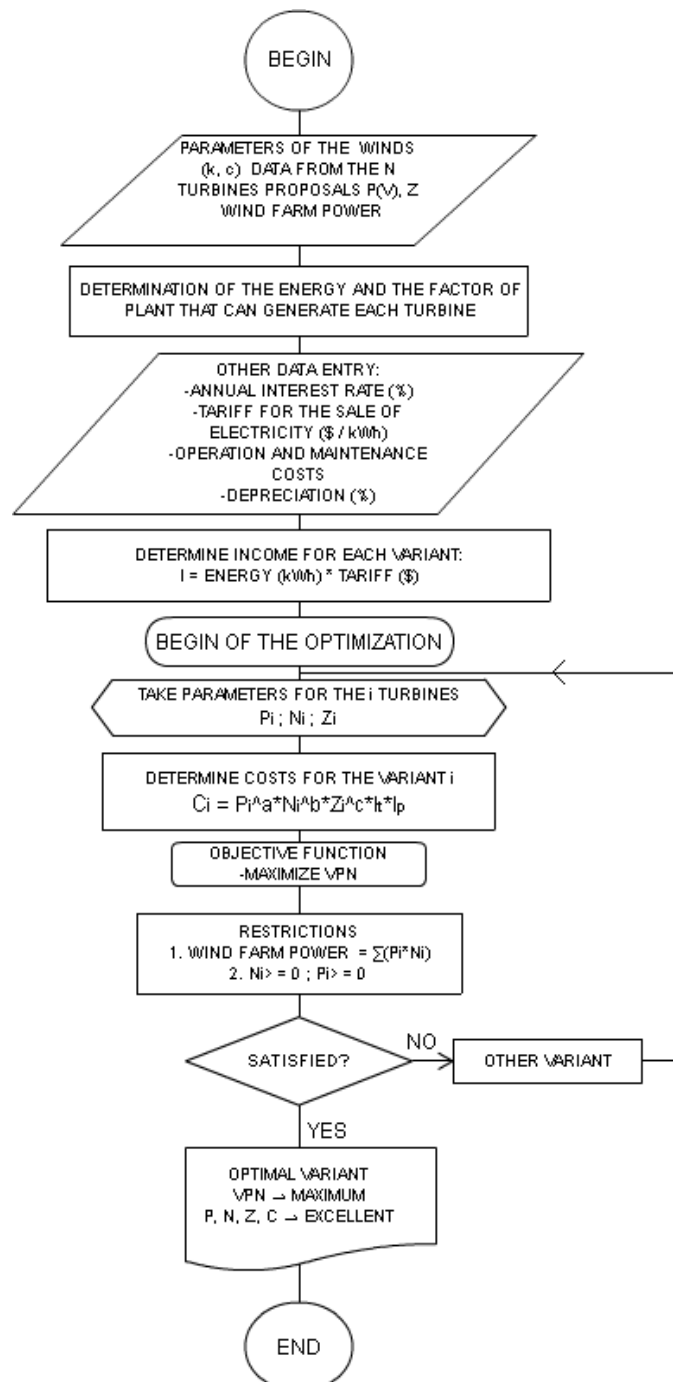 BEGIN
PARAMETERS OF THE WINDS
(k, c) DATA FROM THE N
TURBINES PROPOSALS P(V), Z
WIND FARM POWER
DETERMINATION OF THE ENERGY AND THE FACTOR OF
PLANT THAT CAN GENERATE EACH TURBINE
OTHER DATA ENTRY:
-ANNUAL INTEREST RATE (%)
-TARIFF FOR THE SALE OF
ELECTRICITY ($ / kWh)
-OPERATION AND MAINTENANCE
COSTS
-DEPRECIATION (%)
DETERMINE INCOME FOR EACH VARIANT:
I = ENERGY (kWh) * TARIFF ($)
BEGIN OF THE OPTIMIZATION
TAKE PARAMETERS FOR THE i TURBINES
Pi ; Ni ; Zi
DETERMINE COSTS FOR THE VARIANT i
Ci = Pi^a*Ni^b*Zi^c*It*Ip
OBJECTIVE FUNCTION
-MAXIMIZE VPN
RESTRICTIONS
1. WIND FARM POWER = ∑(Pi*Ni)
2. Ni> = 0 ; Pi> = 0
SATISFIED?
NO
OTHER VARIANT
YES
OPTIMAL VARIANT
VPN → MAXIMUM
P, N, Z, C → EXCELLENT
END